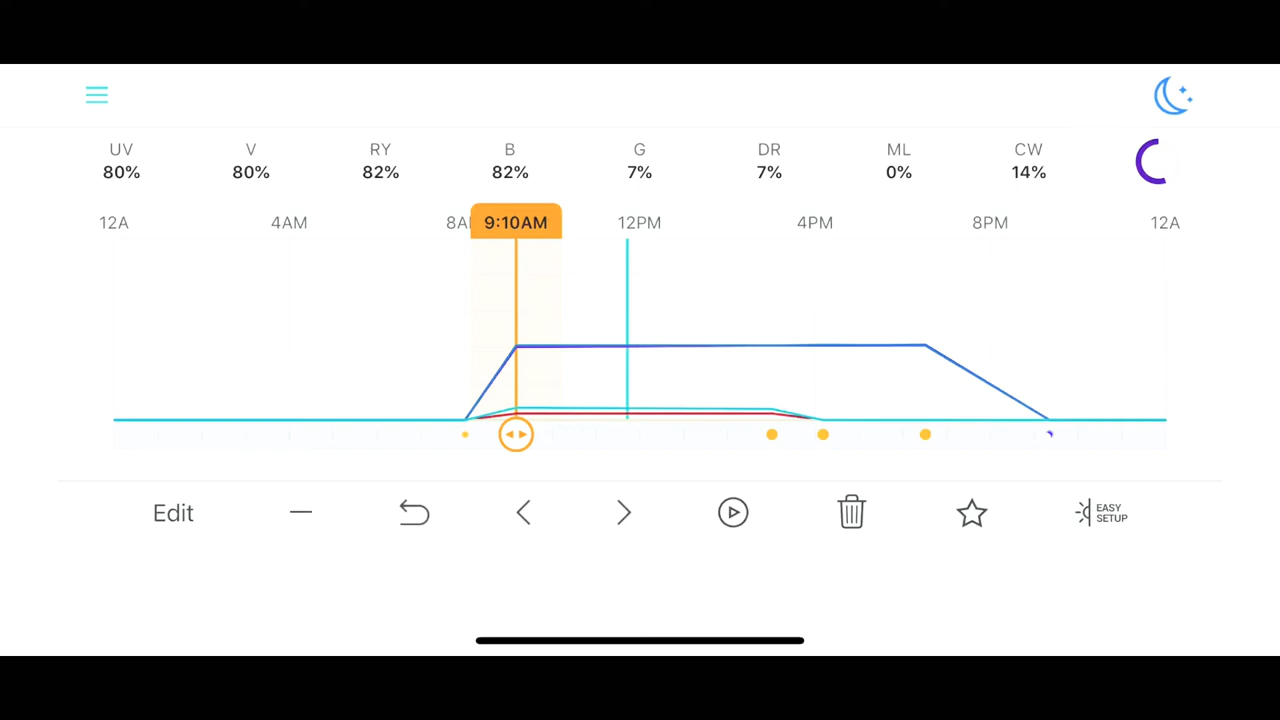 UV V RY B G DR ML CW
80% 80% 82% 82% 7% 7% 0% 14%
12A 4AM 8A 9:10AM 12PM 4PM 8PM 12A
Edit EASY
SETUP